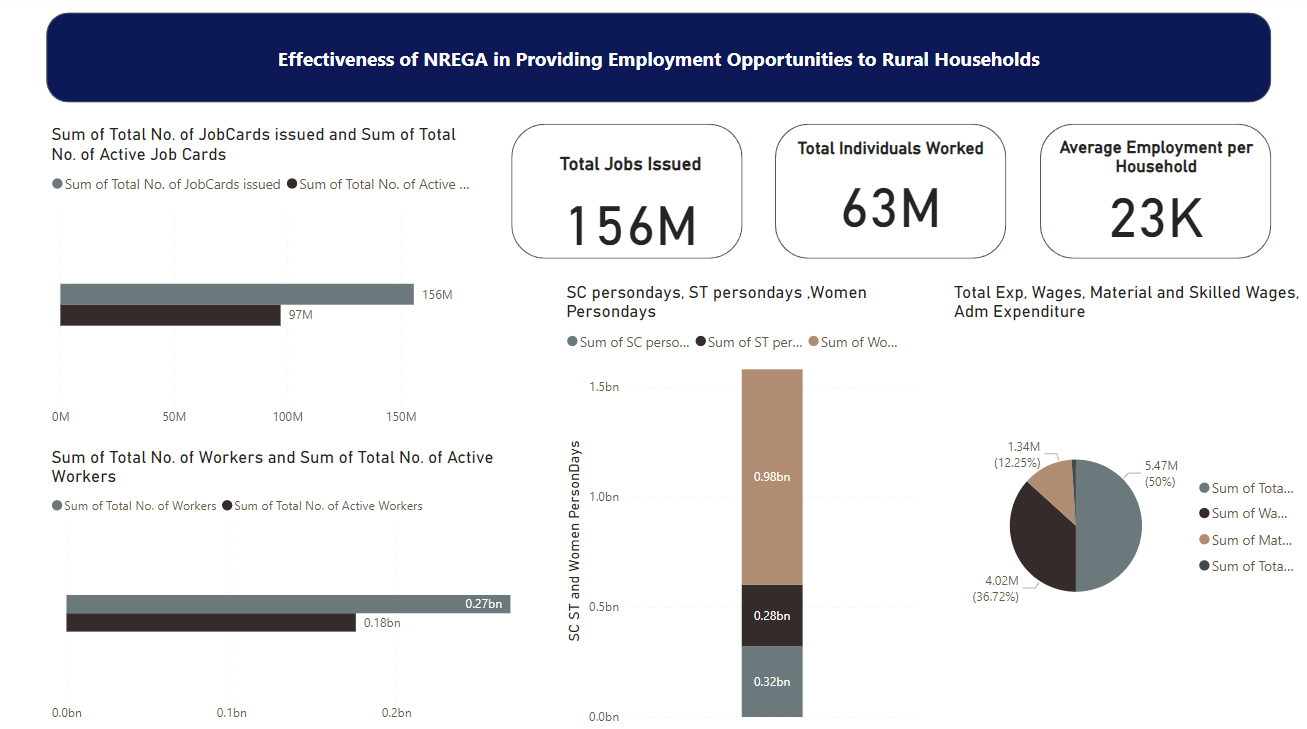 Effectiveness of NREGA in Providing Employment Opportunities to Rural Households
Sum of Total No. of JobCards issued and Sum of Total
No. of Active Job Cards
Sum of Total No. of JobCards issued Sum of Total No. of Active ...
156M
97M
0M 50M 100M 150M
Total Jobs Issued
156M
Total Individuals Worked
63M
Average Employment per
Household
23K
Sum of Total No. of Workers and Sum of Total No. of Active
Workers
Sum of Total No. of Workers Sum of Total No. of Active Workers
0.27bn
0.18bn
0.0bn 0.1bn 0.2bn
SC persondays, ST persondays ,Women
Persondays
Sum of SC perso... Sum of ST per... Sum of Wo...
SC ST and Women PersonDays
1.5bn
1.0bn
0.5bn
0.0bn
0.98bn
0.28bn
0.32bn
Total Exp, Wages, Material and Skilled Wages,
Adm Expenditure
1.34M
(12.25%)
5.47M
(50%)
4.02M
(36.72%)
Sum of Tota...
Sum of Wa...
Sum of Mat...
Sum of Tota...